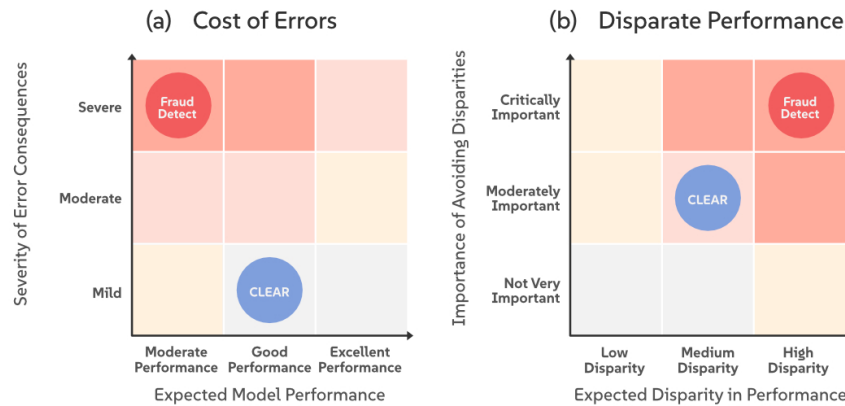 (a) Cost of Errors
Severity of Error Consequences
Severe
Moderate
Mild
Fraud
Detect
CLEAR
Moderate
Performance
Good
Performance
Excellent
Performance
Expected Model Performance
(b) Disparate Performance
Importance of Avoiding Disparities
Critically
Important
Moderately
Important
Not Very
Important
Fraud
Detect
CLEAR
Low
Disparity
Medium
Disparity
High
Disparity
Expected Disparity in Performance